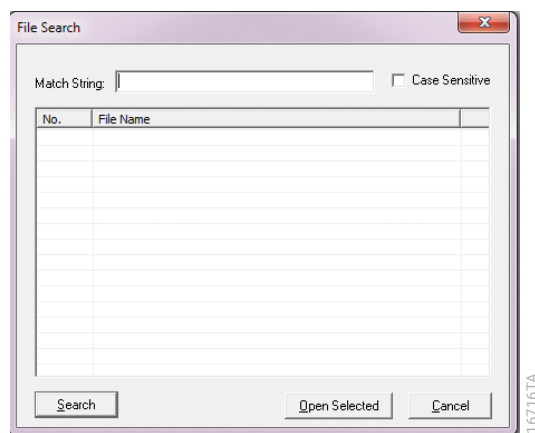 File Search
Match String:
Case Sensitive
No. File Name
Search Open Selected Cancel
16716TA